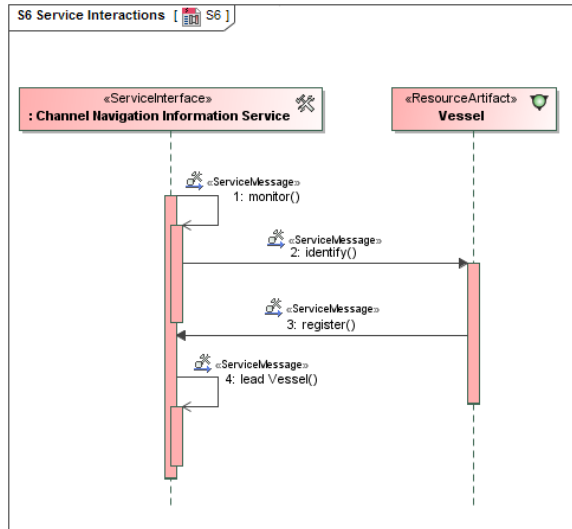 S6 Service Interactions [ S6 ]
«ServiceInterface»
: Channel Navigation Information Service
«ResourceArtifact»
Vessel
«ServiceMessage»
1: monitor()
«ServiceMessage»
2: identify()
«ServiceMessage»
3: register()
«ServiceMessage»
4: lead Vessel()